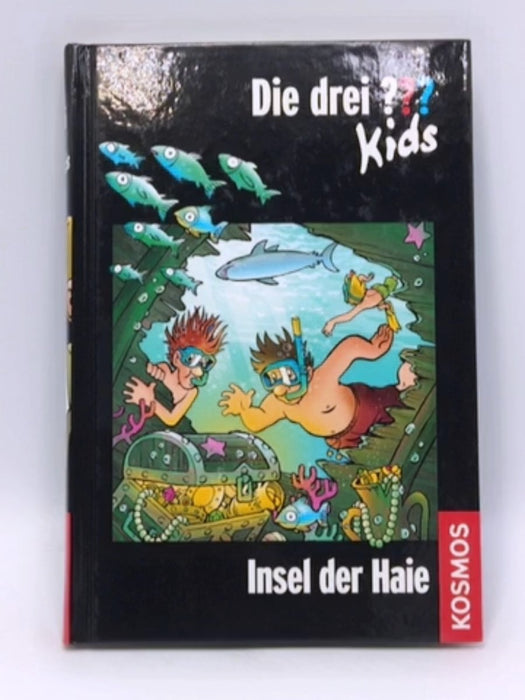 Die drei ???
Kids
Insel der Haie
KOSMOS